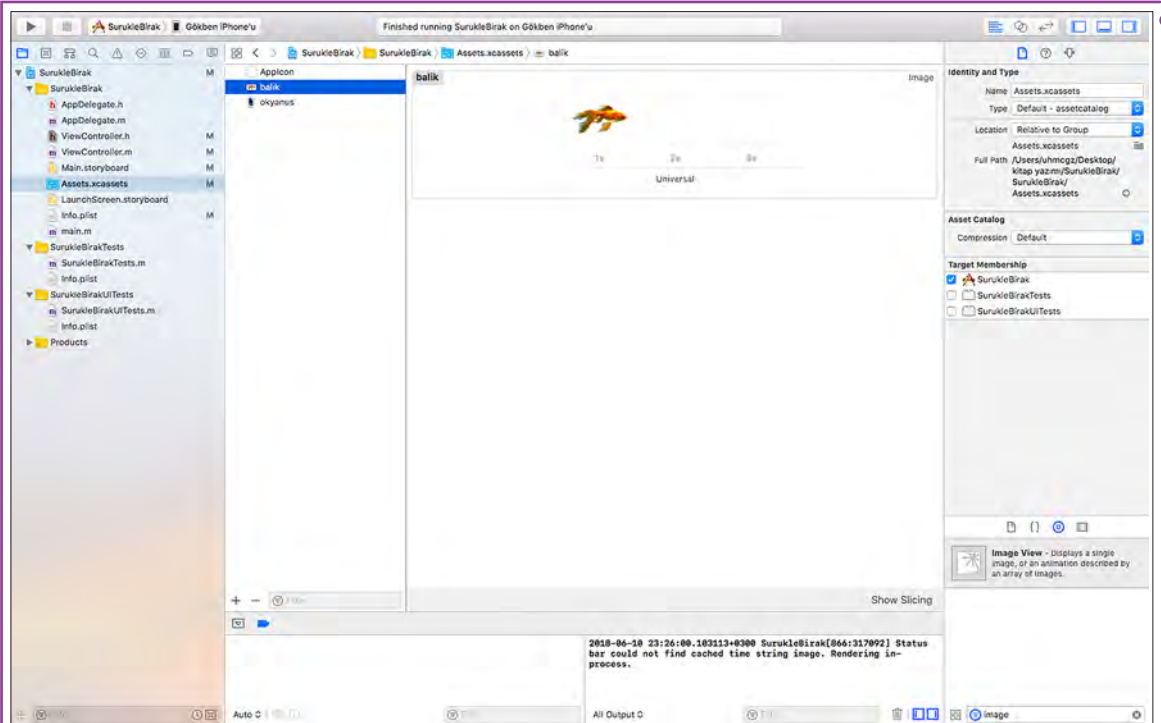 SurukleBirak
Gökben iPhone'u
Finished running SurukleBirak on Gökben iPhone'u
SurukleBirak
SurukleBirak
Assets.xcassets
balik
SurukleBirak M
SurukleBirak
AppDelegate.h
AppDelegate.m
ViewController.h M
ViewController.m M
Main.storyboard M
Assets.xcassets M
LaunchScreen.storyboard
Info.plist M
main.m
SurukleBirakTests
SurukleBirakTests.m
Info.plist
SurukleBirakUITests
SurukleBirakUITests.m
Info.plist
Products
AppIcon
balik
okyanus
balik
Image
1x 2x 3x
Universal
Show Slicing
Identity and Type
Name Assets.xcassets
Type Default - assetcatalog
Location Relative to Group
Assets.xcassets
Full Path /Users/uhmcgz/Desktop/
kitap yazımı/SurukleBirak/
SurukleBirak/
Assets.xcassets
Asset Catalog
Compression Default
Target Membership
SurukleBirak
SurukleBirakTests
SurukleBirakUITests
Image View - Displays a single
image, or an animation described by
an array of images.
2018-06-10 23:26:00.103113+0300 SurukleBirak[866:317092] Status
bar could not find cached time string image. Rendering in-
process.
Auto
All Output
image